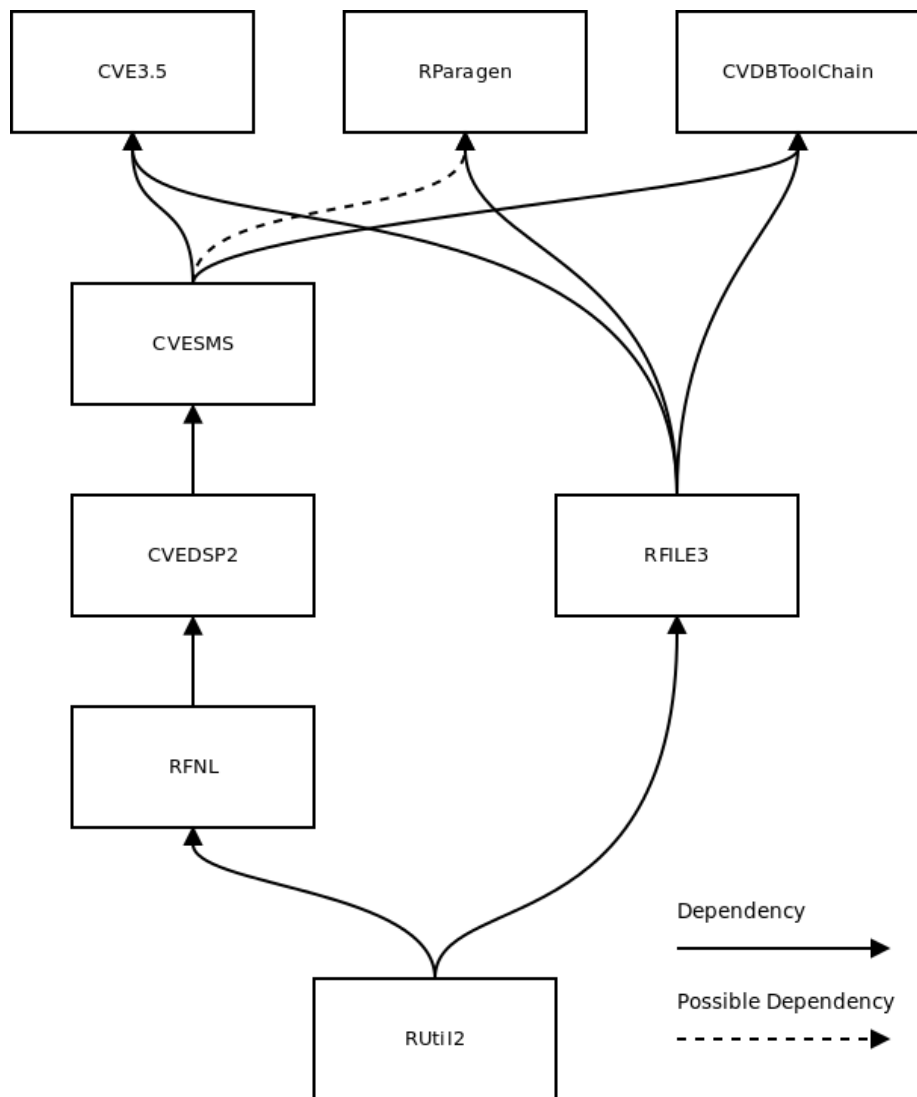 CVE3.5
RParagen
CVDBToolChain
CVESMS
CVEDSP2
RFILE3
RFNL
Dependency
Possible Dependency
RUtil2